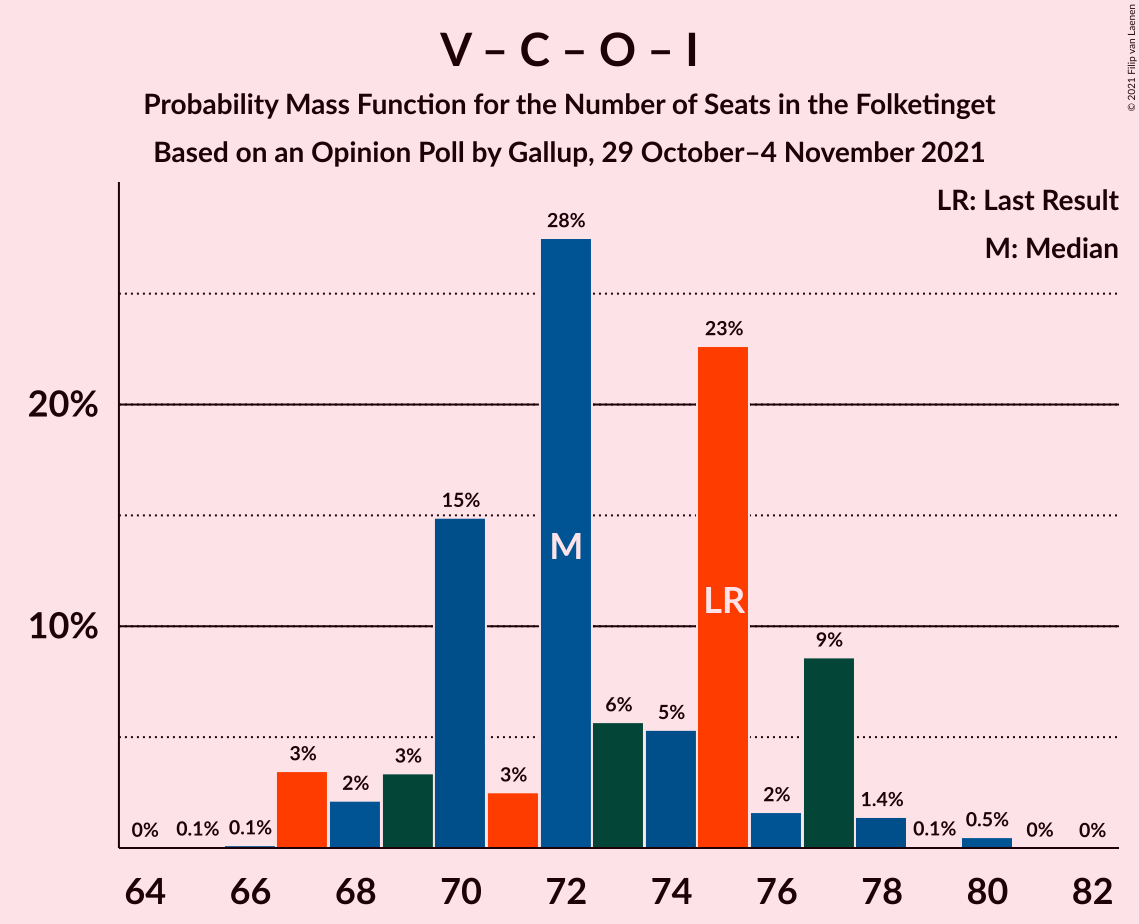 V – C – O – I
Probability Mass Function for the Number of Seats in the Folketinget
Based on an Opinion Poll by Gallup, 29 October–4 November 2021
© 2021 Filip van Laenen
LR: Last Result
M: Median
20%
10%
0%
0.1%
0.1%
3%
2%
3%
15%
3%
28%
6%
5%
23%
2%
9%
1.4%
0.1%
0.5%
0%
0%
M
LR
64 66 68 70 72 74 76 78 80 82